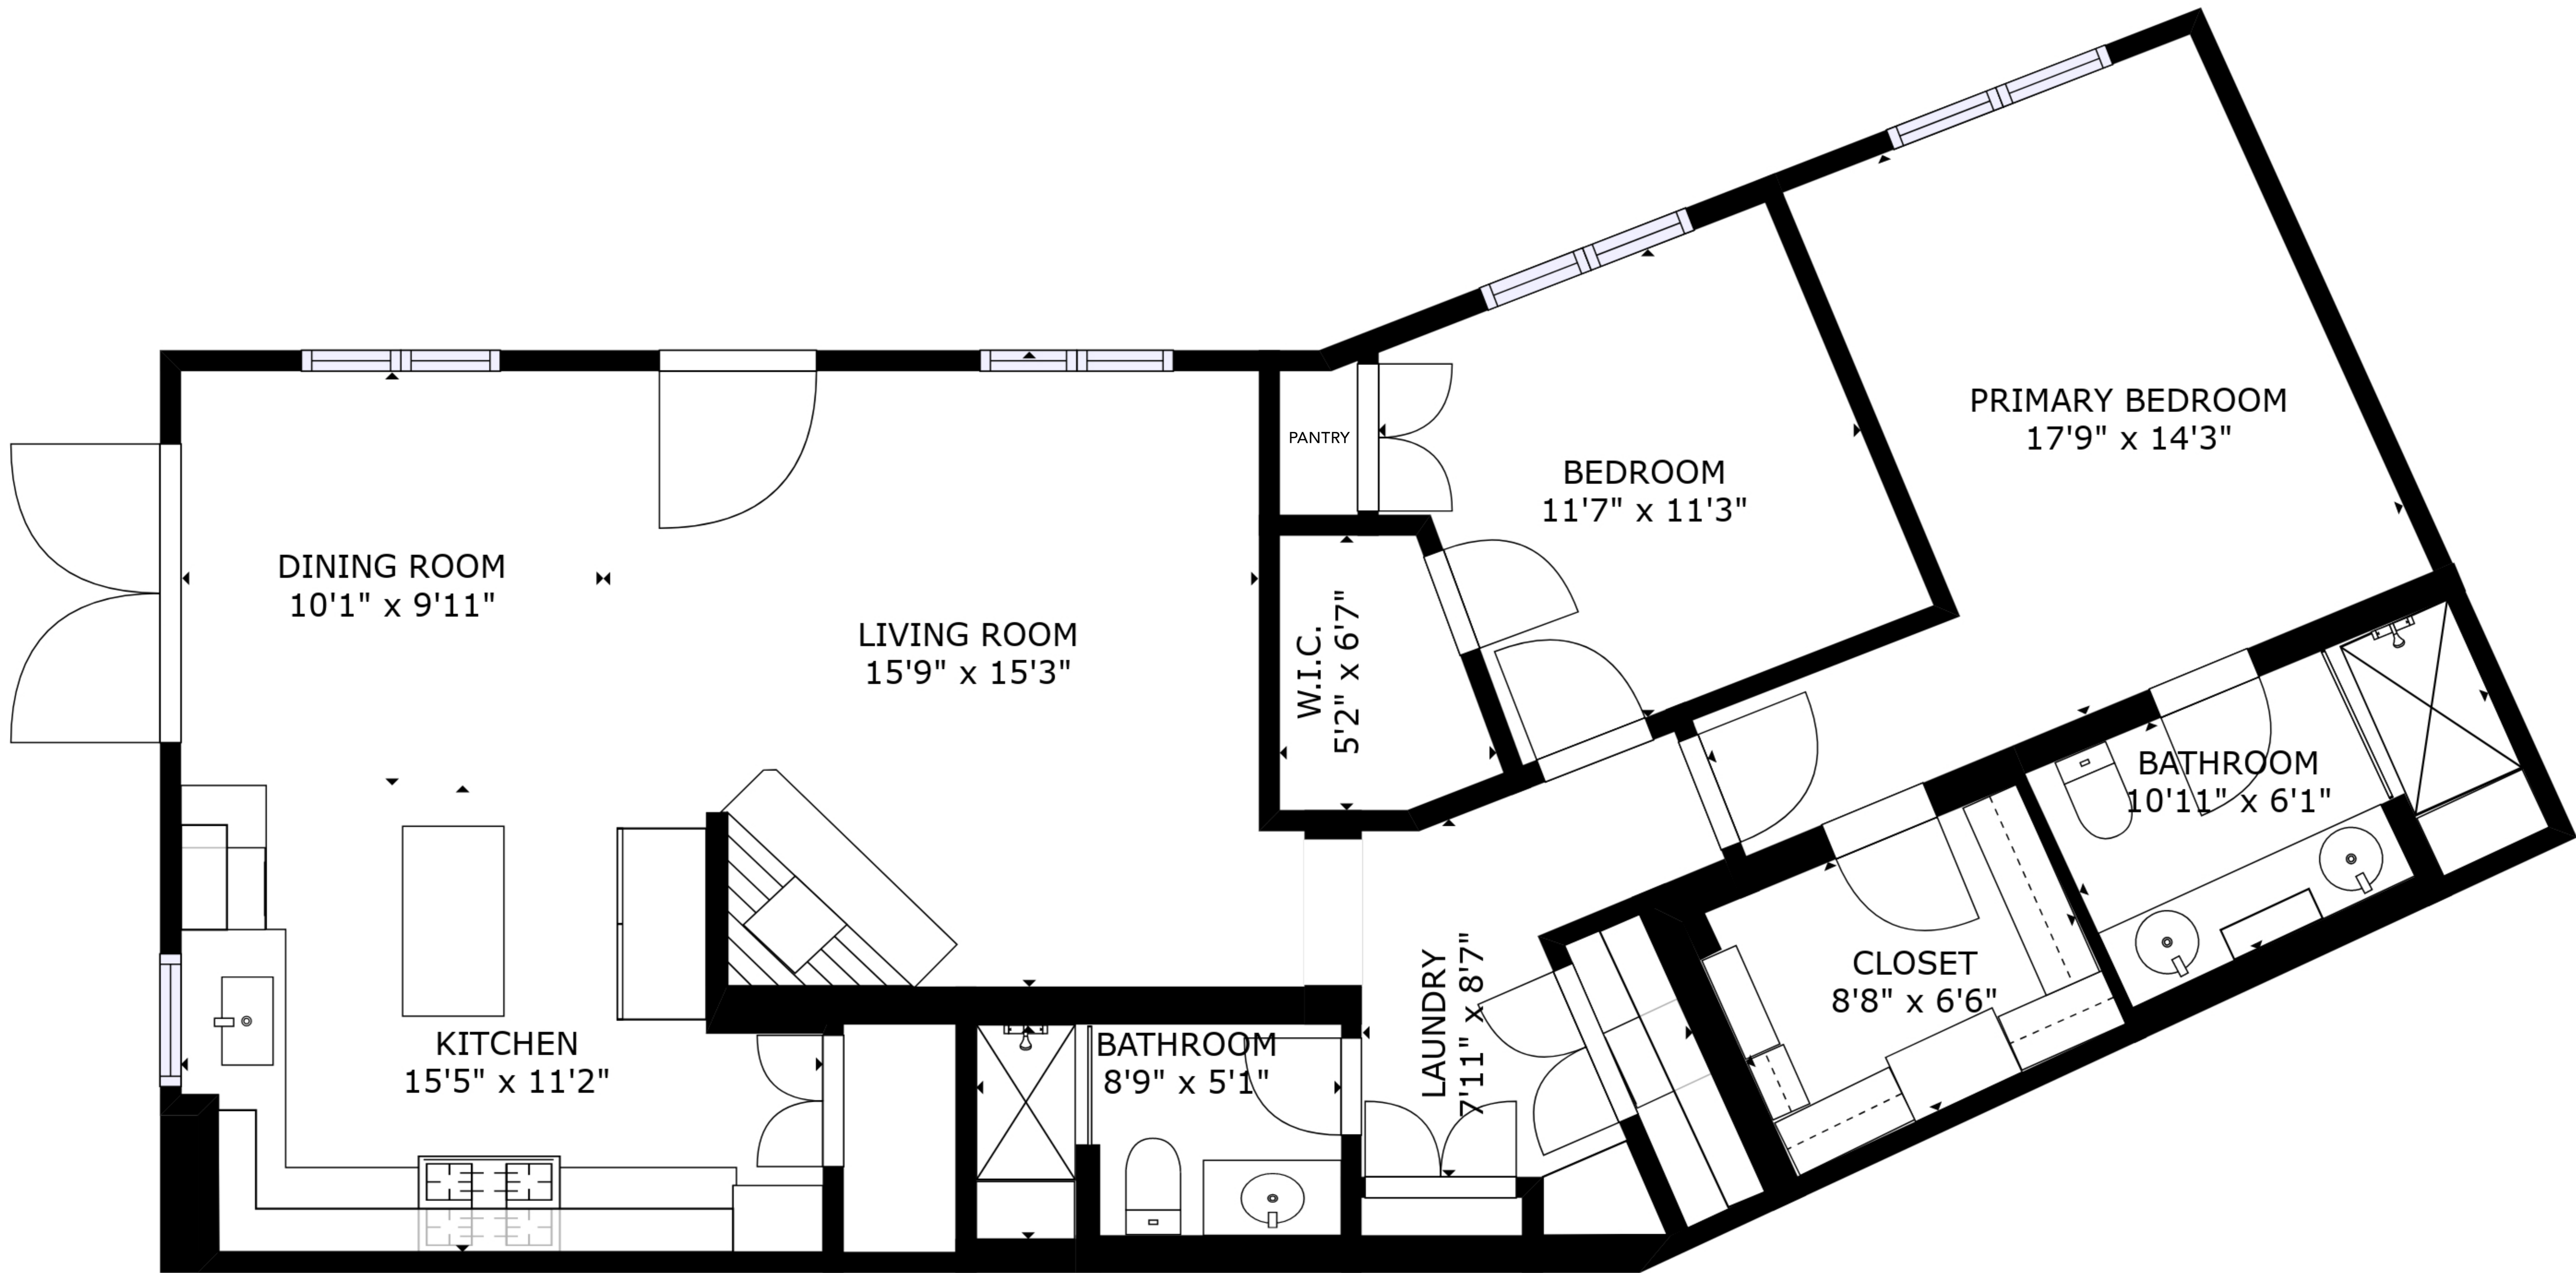 PRIMARY BEDROOM
17'9" x 14'3"
PANTRY
BEDROOM
11'7" x 11'3"
DINING ROOM
10'1" x 9'11"
LIVING ROOM
15'9" x 15'3"
W.I.C.
5'2" x 6'7"
BATHROOM
10'11" x 6'1"
CLOSET
8'8" x 6'6"
KITCHEN
15'5" x 11'2"
BATHROOM
8'9" x 5'1"
LAUNDRY
7'11" x 8'7"